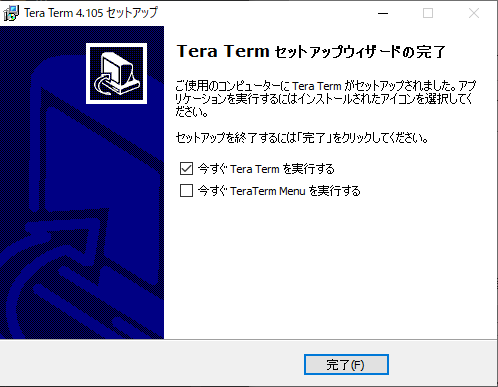 Tera Term 4.105 セットアップ
Tera Term セットアップウィザードの完了
ご使用のコンピューターに Tera Term がセットアップされました。アプ
リケーションを実行するにはインストールされたアイコンを選択してく
ださい。
セットアップを終了するには「完了」をクリックしてください。
今すぐ Tera Term を実行する
今すぐ TeraTerm Menu を実行する
完了(F)